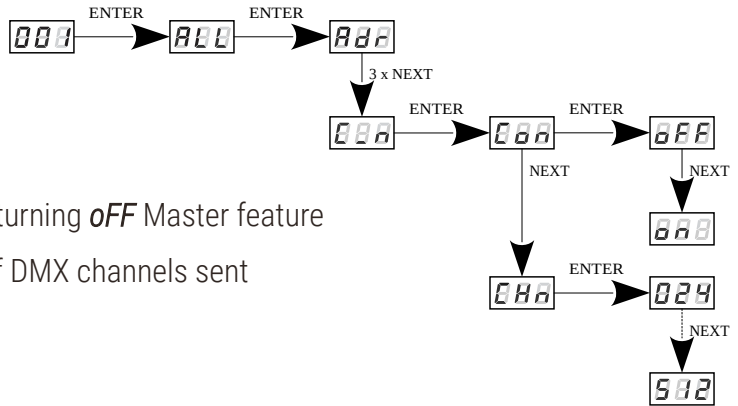 ENTER ENTER
001 ALL Adr
3 x NEXT
ENTER ENTER
C_n Con oFF
NEXT NEXT
turning oFF Master feature
on
f DMX channels sent
ENTER
CHn 024
NEXT
512